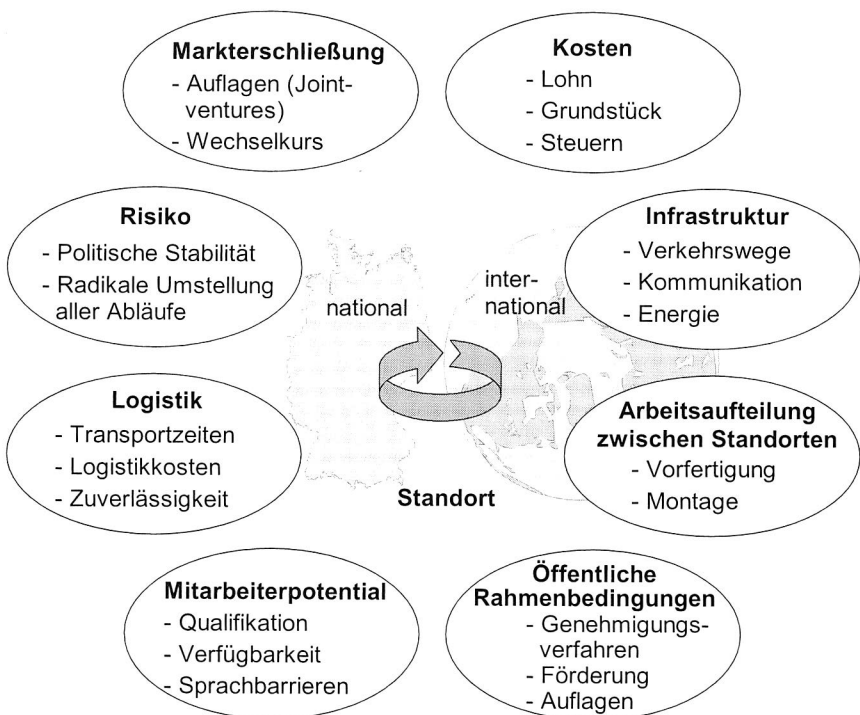 Markterschließung
- Auflagen (Joint-
ventures)
- Wechselkurs
Kosten
- Lohn
- Grundstück
- Steuern
Risiko
- Politische Stabilität
- Radikale Umstellung
aller Abläufe
national
inter-
national
Infrastruktur
- Verkehrswege
- Kommunikation
- Energie
Logistik
- Transportzeiten
- Logistikkosten
- Zuverlässigkeit
Standort
Arbeitsaufteilung
zwischen Standorten
- Vorfertigung
- Montage
Mitarbeiterpotential
- Qualifikation
- Verfügbarkeit
- Sprachbarrieren
Öffentliche
Rahmenbedingungen
- Genehmigungs-
verfahren
- Förderung
- Auflagen